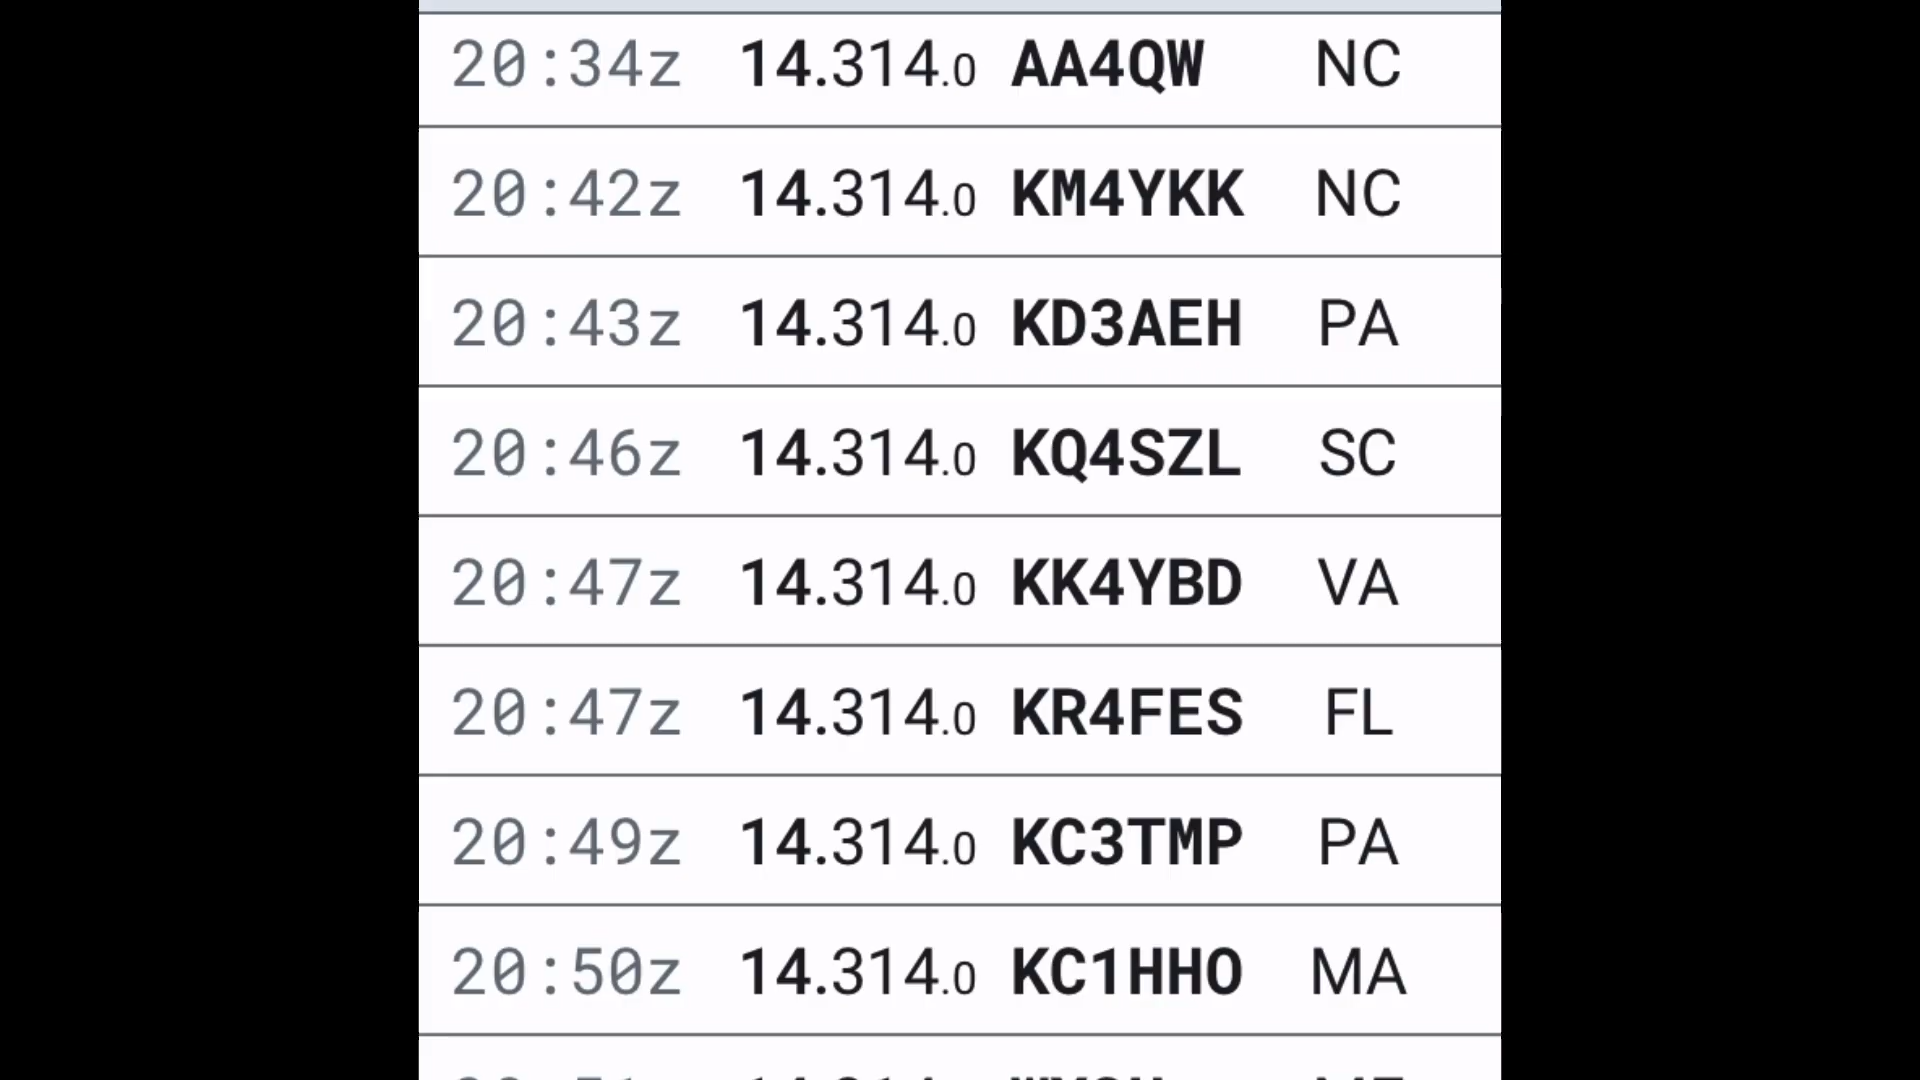 20:34z 14.314.0 AA4QW NC
20:42z 14.314.0 KM4YKK NC
20:43z 14.314.0 KD3AEH PA
20:46z 14.314.0 KQ4SZL SC
20:47z 14.314.0 KK4YBD VA
20:47z 14.314.0 KR4FES FL
20:49z 14.314.0 KC3TMP PA
20:50z 14.314.0 KC1HHO MA